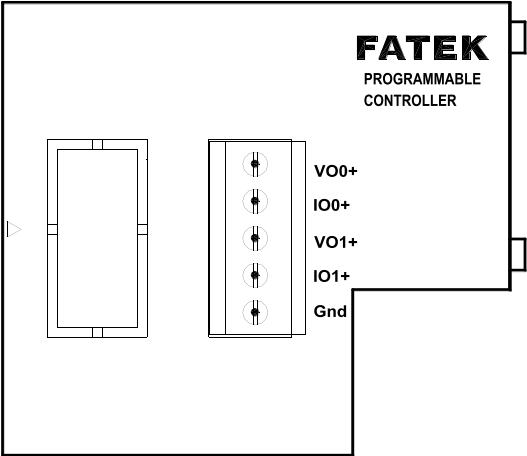 FATEK
PROGRAMMABLE
CONTROLLER
VO0+
IO0+
VO1+
IO1+
Gnd